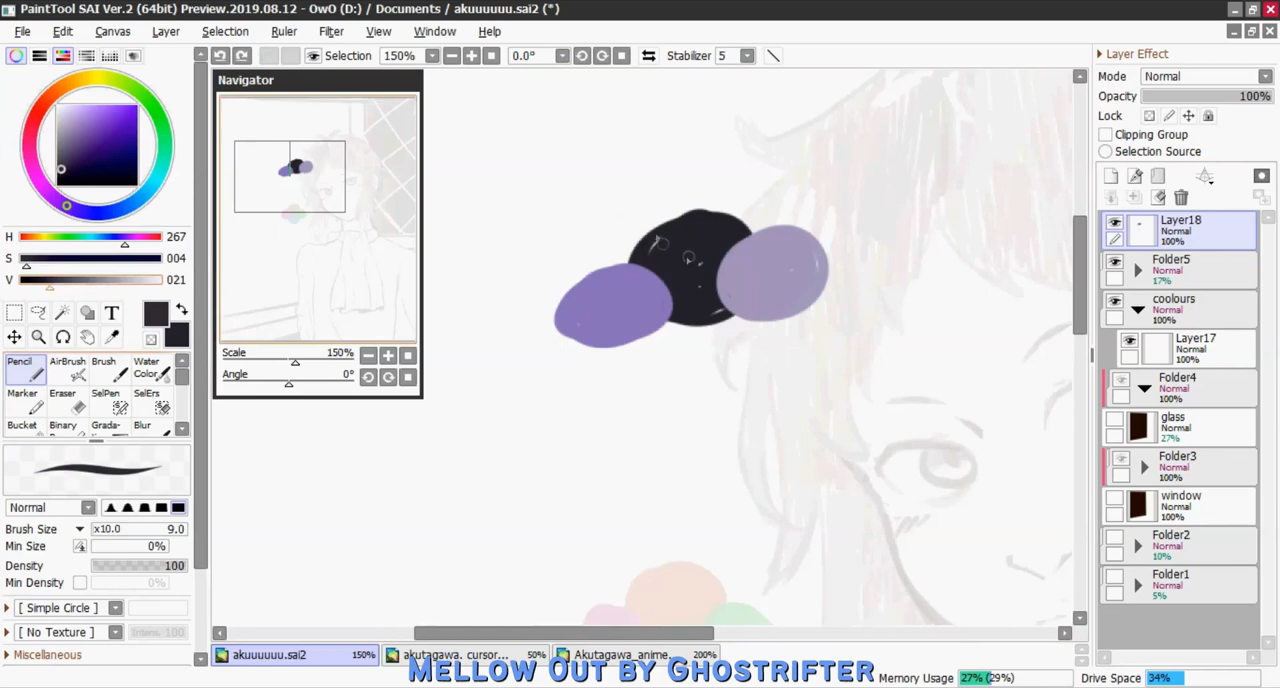 PaintTool SAI Ver.2 (64bit) Preview.2019.08.12 - OwO (D:) / Documents / akuuuuuu.sai2 (*)
File Edit Canvas Layer Selection Ruler Filter View Window Help
Selection 150% 0.0° Stabilizer 5
Navigator
Scale 150%
Angle 0°
H 267
S 004
V 021
T
Pencil AirBrush Brush Water Color
Marker Eraser SelPen SelErs
Bucket Binary Grada- Blur
Normal
Brush Size x10.0 9.0
Min Size 0%
Density 100
Min Density 0%
[ Simple Circle ]
[ No Texture ] Intens. 100
Miscellaneous
Layer Effect
Mode Normal
Opacity 100%
Lock
Clipping Group
Selection Source
Layer18
Normal
100%
Folder5
Normal
17%
coolours
Normal
100%
Layer17
Normal
100%
Folder4
Normal
100%
glass
Normal
27%
Folder3
Normal
100%
window
Normal
100%
Folder2
Normal
10%
Folder1
Normal
5%
akuuuuuu.sai2 150% akutagawa. cursor... 50% Akutagawa_anime... 200%
Mellow Out by Ghostrifter
Memory Usage 27% (29%) Drive Space 34%